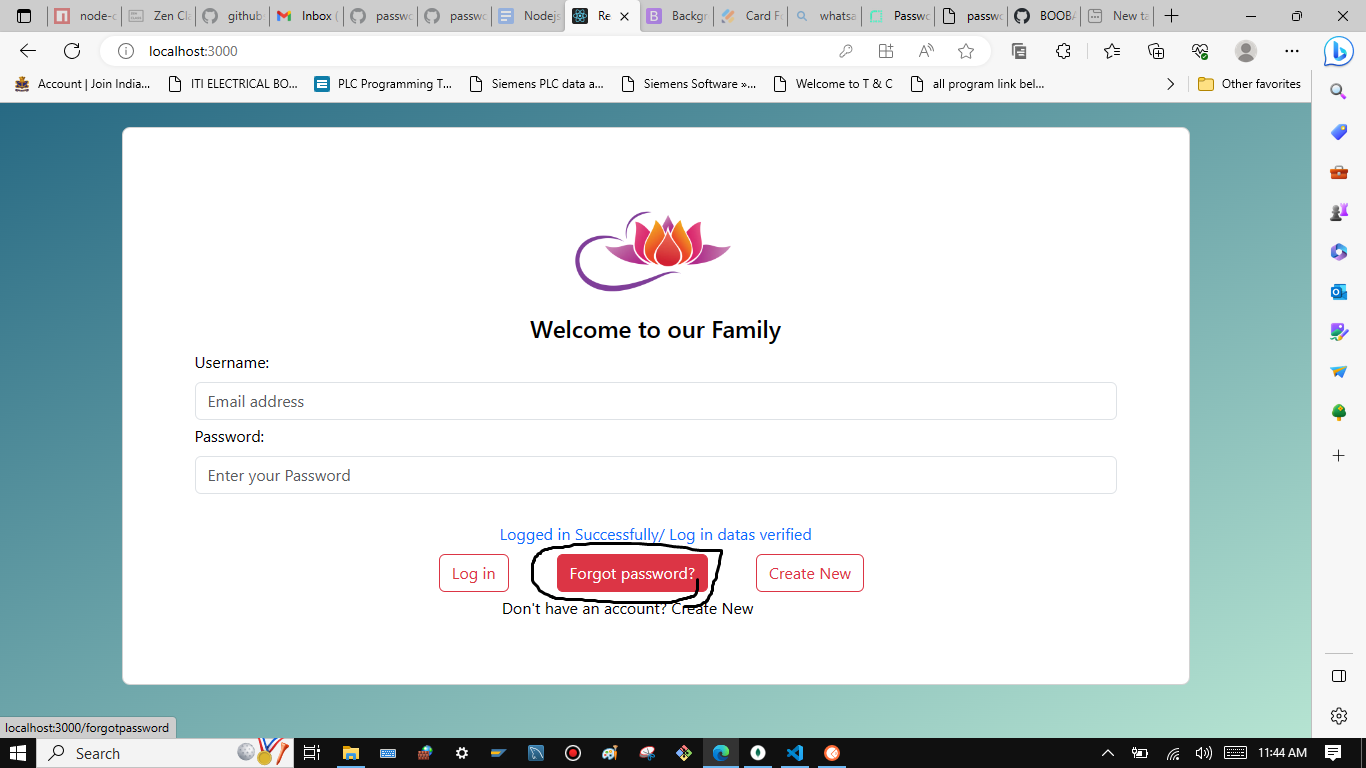 node-c
Zen Cla
github
Inbox (
passwo
passwo
Nodejs
Re
Backgr
Card Fo
whatsa
Passwo
passwo
BOOBA
New ta
localhost:3000
Account | Join India...
ITI ELECTRICAL BO...
PLC Programming T...
Siemens PLC data a...
Siemens Software »...
Welcome to T & C
all program link bel...
Other favorites
Welcome to our Family
Username:
Email address
Password:
Enter your Password
Logged in Successfully/ Log in datas verified
Log in
Forgot password?
Create New
Don't have an account? Create New
localhost:3000/forgotpassword
Search
11:44 AM